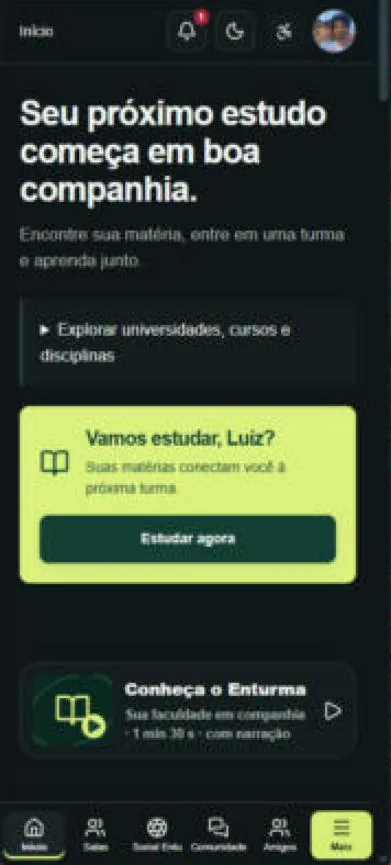 Início
1
Seu próximo estudo
começa em boa
companhia.
Encontre sua matéria, entre em uma turma
e aprenda junto.
▶ Explorar universidades, cursos e
disciplinas
Vamos estudar, Luiz?
Suas matérias conectam você à
próxima turma.
Estudar agora
Conheça o Enturma
Sua faculdade em companhia
· 1 min 30 s · com narração
Início Salas Social Entu Comunidade Amigos Mais